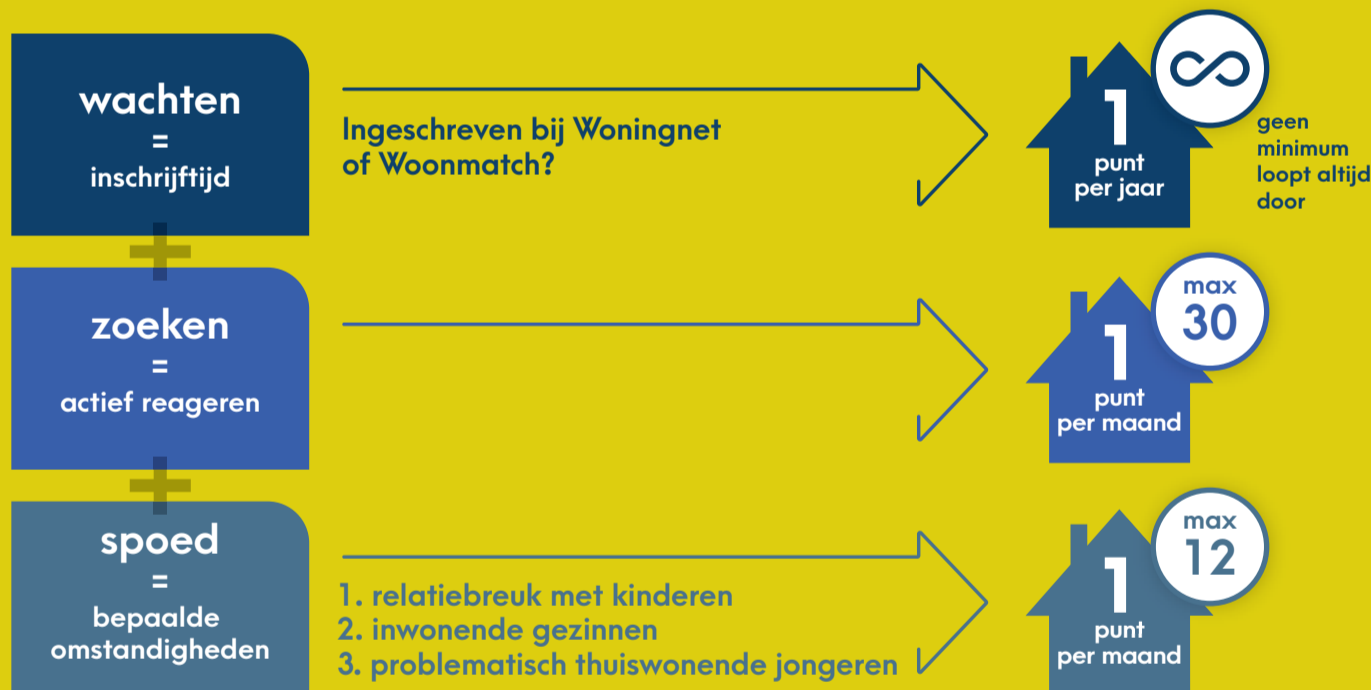 wachten
=
inschrijftijd
Ingeschreven bij Woningnet
of Woonmatch?
1
punt
per jaar
∞
geen
minimum
loopt altijd
door
+
zoeken
=
actief reageren
1
punt
per maand
max
30
+
spoed
=
bepaalde
omstandigheden
1. relatiebreuk met kinderen
2. inwonende gezinnen
3. problematisch thuiswonende jongeren
1
punt
per maand
max
12